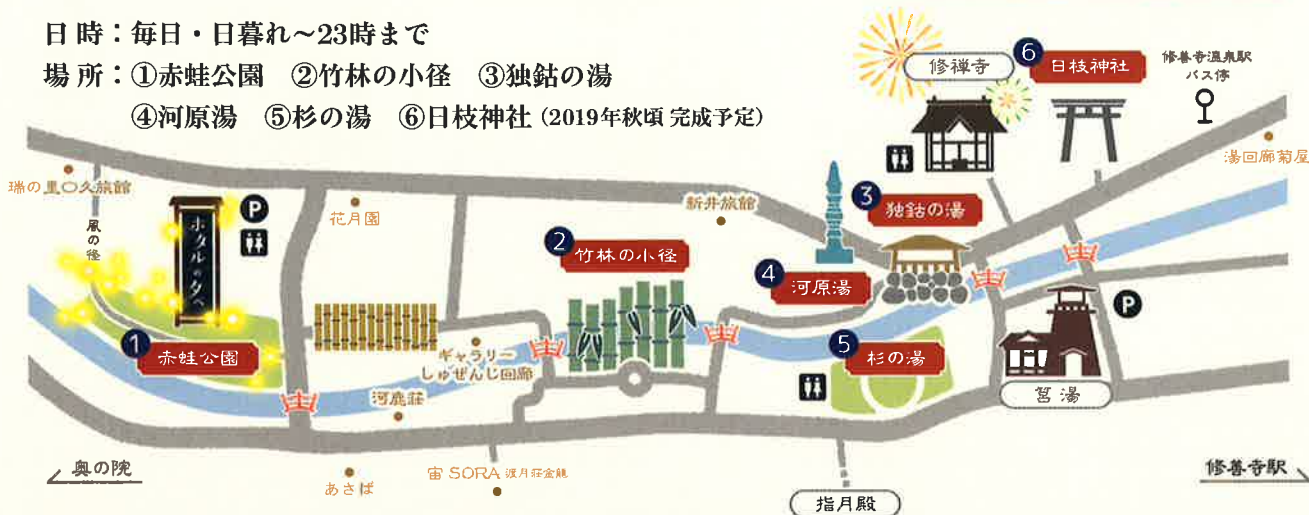 日 時：毎日・日暮れ～23時まで
場 所：①赤蛙公園　②竹林の小径　③独鈷の湯
④河原湯　⑤杉の湯　⑥日枝神社 (2019年秋頃 完成予定)
修禅寺
6
日枝神社
修善寺温泉駅
バス停
湯回廊菊屋
瑞の里〇久旅館
風の径
ホタルの夕べ
P
花月園
新井旅館
3
独鈷の湯
2
竹林の小径
4
河原湯
1
赤蛙公園
ギャラリー
しゅぜんじ回廊
5
杉の湯
P
筥湯
河鹿荘
奥の院
あさば
宙 SORA 渡月荘金龍
指月殿
修善寺駅